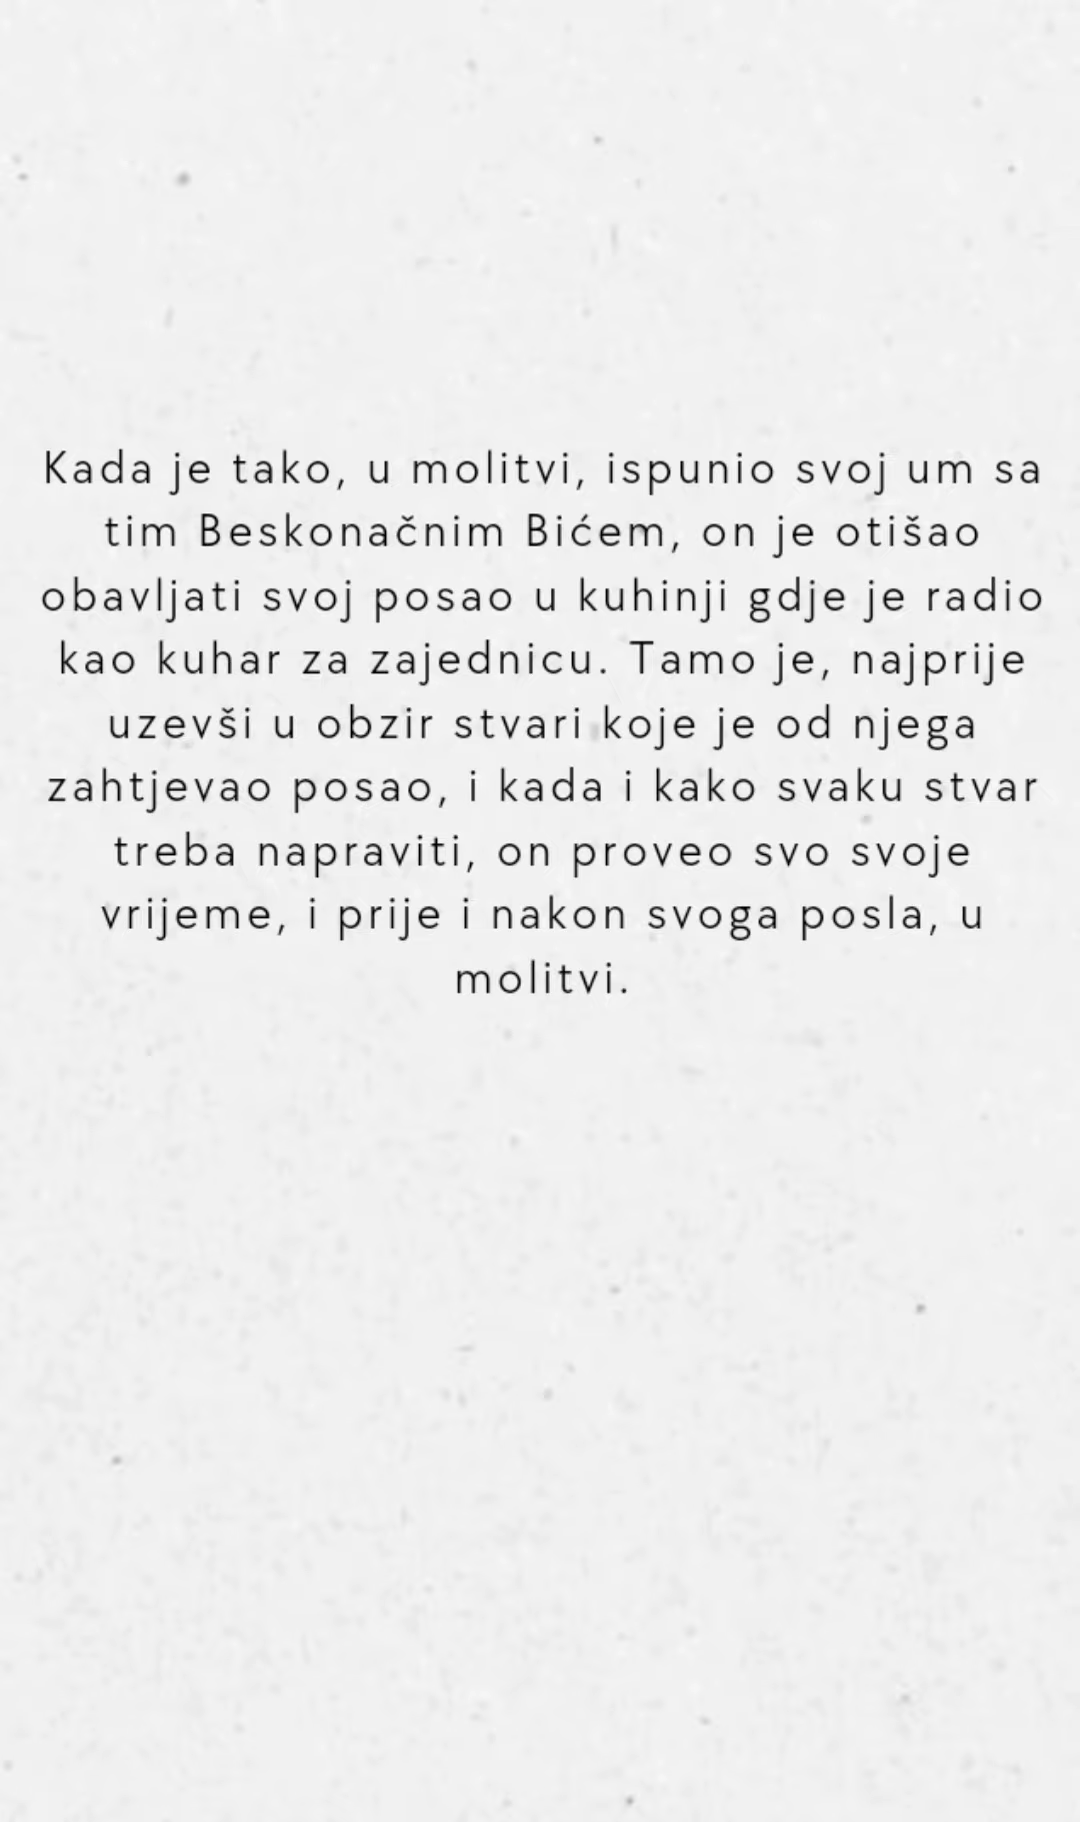 Kada je tako, u molitvi, ispunio svoj um sa
tim Beskonačnim Bićem, on je otišao
obavljati svoj posao u kuhinji gdje je radio
kao kuhar za zajednicu. Tamo je, najprije
uzevši u obzir stvari koje je od njega
zahtjevao posao, i kada i kako svaku stvar
treba napraviti, on proveo svo svoje
vrijeme, i prije i nakon svoga posla, u
molitvi.